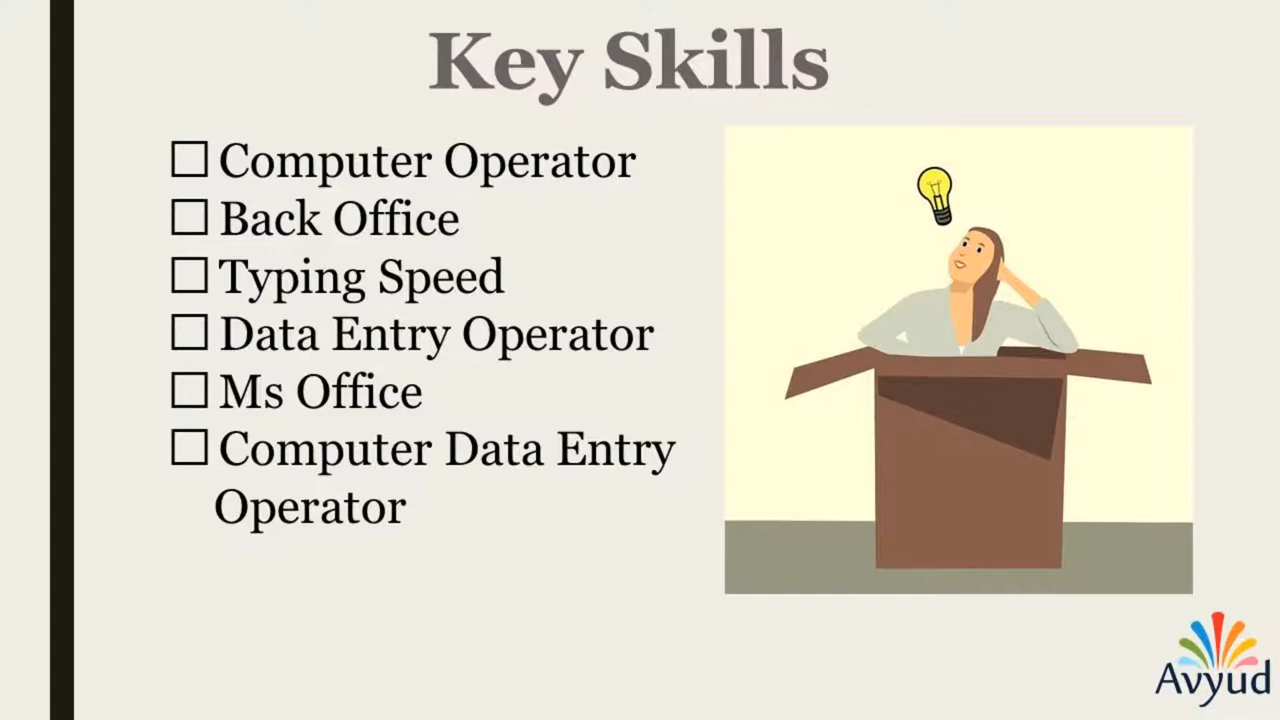 Key Skills
Computer Operator
Back Office
Typing Speed
Data Entry Operator
Ms Office
Computer Data Entry
Operator
Avyud